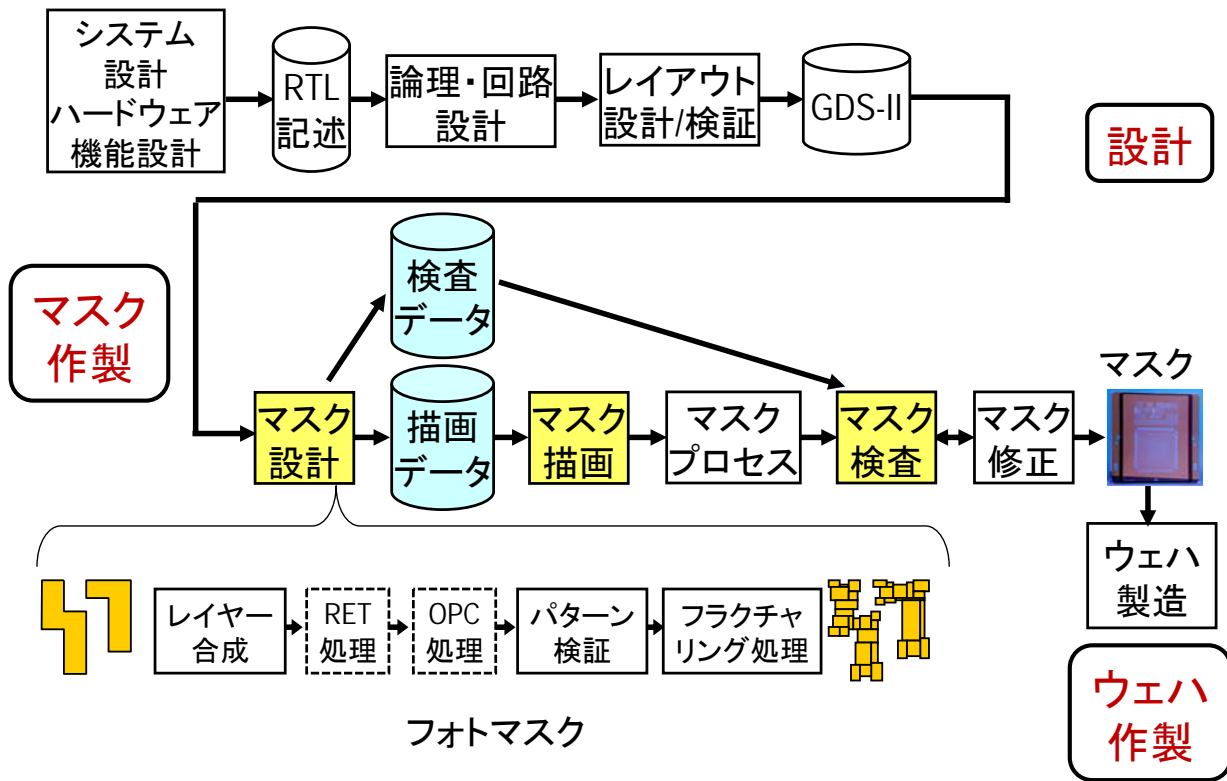 システム
設計
ハードウェア
機能設計
RTL
記述
論理・回路
設計
レイアウト
設計/検証
GDS-II
設計
マスク
作製
検査
データ
マスク
設計
描画
データ
マスク
描画
マスク
プロセス
マスク
検査
マスク
修正
マスク
ウェハ
製造
レイヤー
合成
RET
処理
OPC
処理
パターン
検証
フラクチャ
リング処理
フォトマスク
ウェハ
作製